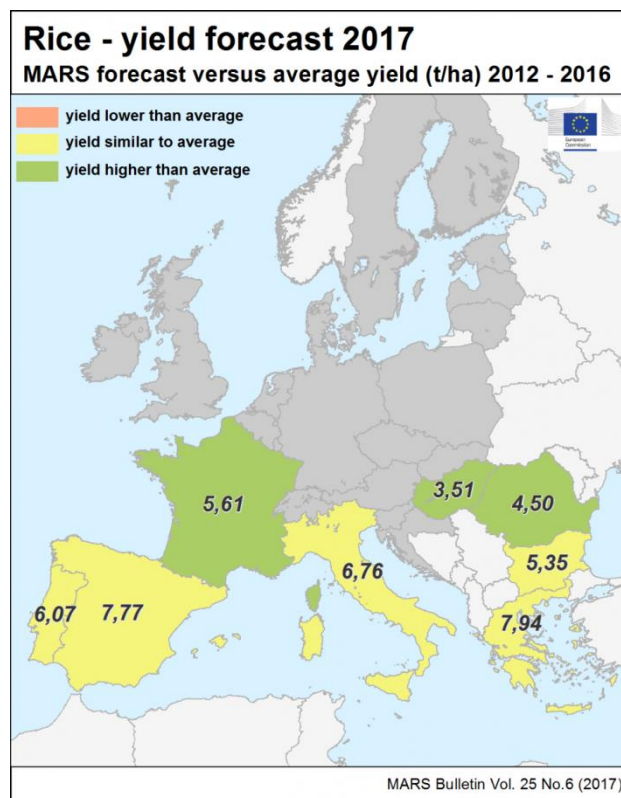 Rice - yield forecast 2017
MARS forecast versus average yield (t/ha) 2012 - 2016
yield lower than average
yield similar to average
yield higher than average
European
Commission
5,61
3,51
4,50
6,76
5,35
6,07
7,77
7,94
MARS Bulletin Vol. 25 No.6 (2017)